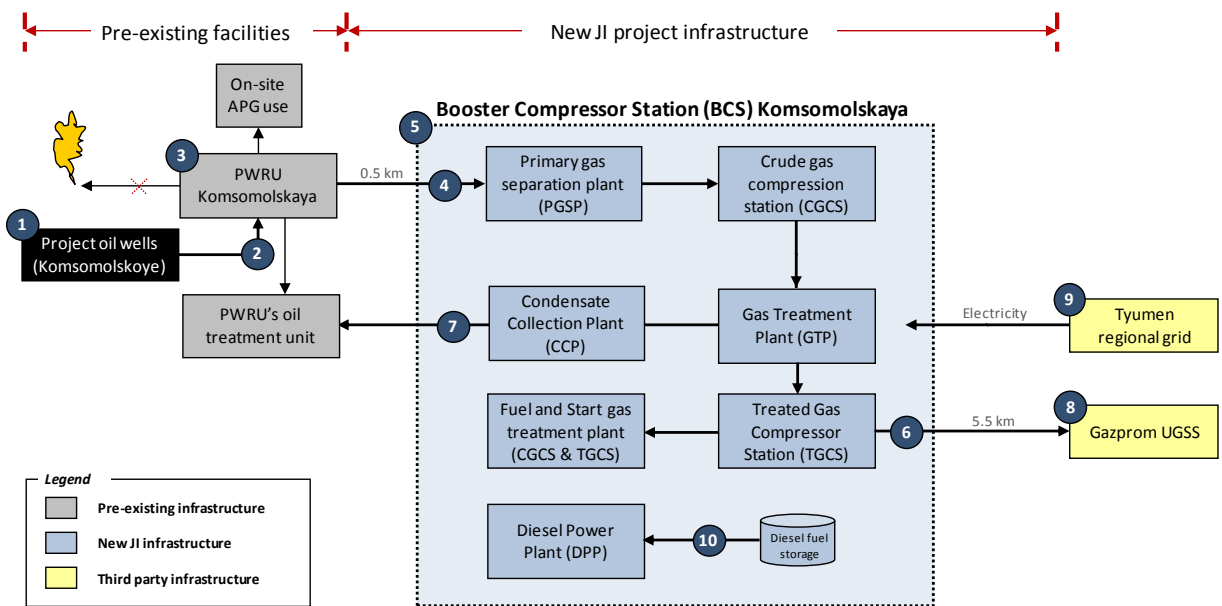 Pre-existing facilities
New JI project infrastructure
On-site
APG use
Booster Compressor Station (BCS) Komsomolskaya
5
3
PWRU
Komsomolskaya
0.5 km
4
Primary gas
separation plant
(PGSP)
Crude gas
compression
station (CGCS)
1
Project oil wells
(Komsomolskoye)
2
PWRU's oil
treatment unit
7
Condensate
Collection Plant
(CCP)
Gas Treatment
Plant (GTP)
Electricity
9
Tyumen
regional grid
Fuel and Start gas
treatment plant
(CGCS & TGCS)
Treated Gas
Compressor
Station (TGCS)
6
5.5 km
8
Gazprom UGSS
Legend
Pre-existing infrastructure
New JI infrastructure
Third party infrastructure
Diesel Power
Plant (DPP)
10
Diesel fuel
storage